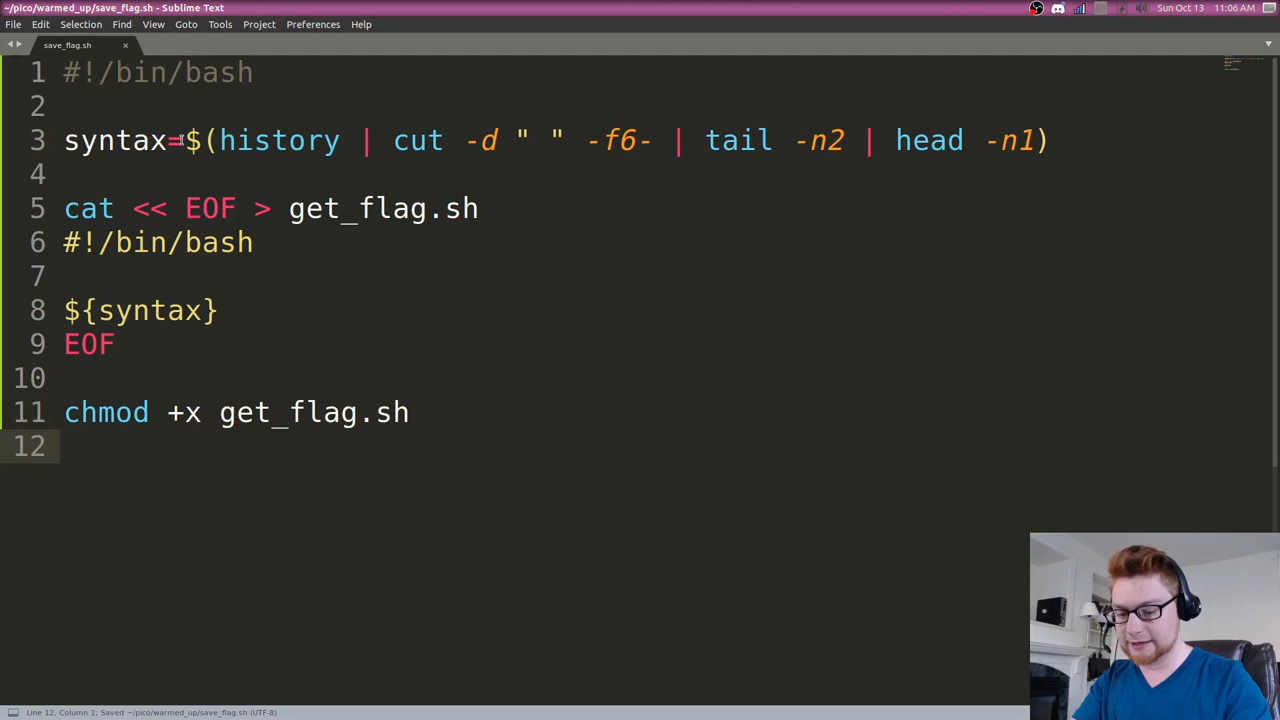 ~/pico/warmed_up/save_flag.sh - Sublime Text
Sun Oct 13 11:06 AM
File Edit Selection Find View Goto Tools Project Preferences Help
save_flag.sh ×
1 #!/bin/bash
2
3 syntax=$(history | cut -d " " -f6- | tail -n2 | head -n1)
4
5 cat << EOF > get_flag.sh
6 #!/bin/bash
7
8 ${syntax}
9 EOF
10
11 chmod +x get_flag.sh
12
Line 12, Column 2; Saved ~/pico/warmed_up/save_flag.sh (UTF-8)